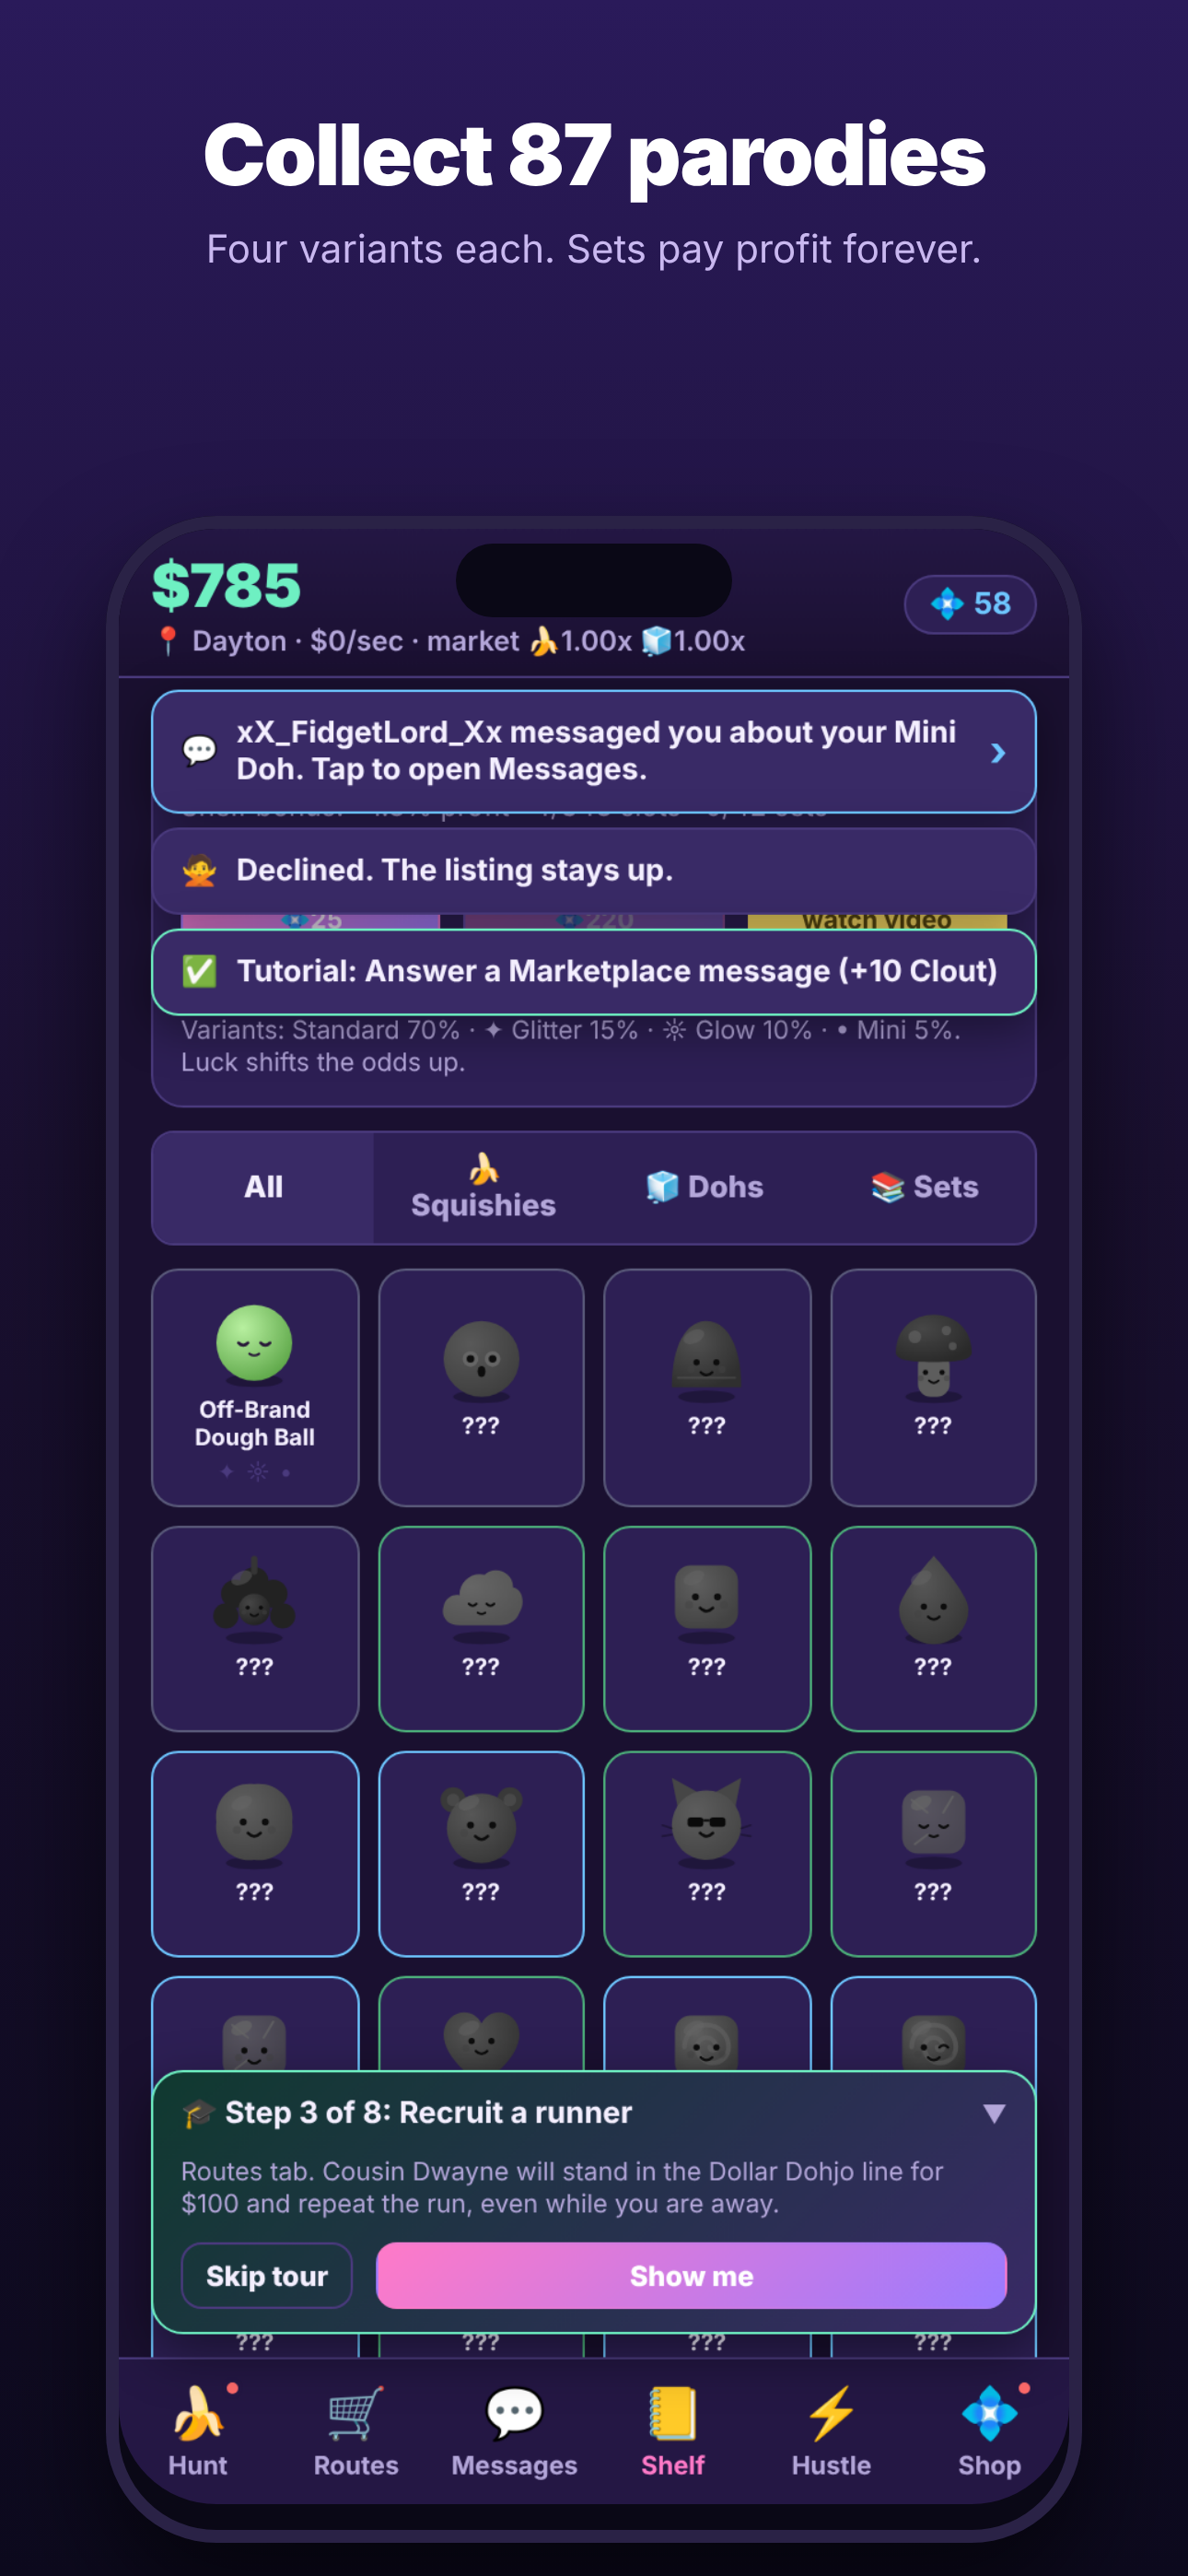 Collect 87 parodies
Four variants each. Sets pay profit forever.
$785
58
Dayton · $0/sec · market 🍌1.00x 🧊1.00x
xX_FidgetLord_Xx messaged you about your Mini
Doh. Tap to open Messages.
Declined. The listing stays up.
25
220
Watch video
Tutorial: Answer a Marketplace message (+10 Clout)
Variants: Standard 70% · ✦ Glitter 15% · ☼ Glow 10% · • Mini 5%.
Luck shifts the odds up.
All
Squishies
Dohs
Sets
Off-Brand
Dough Ball
???
???
???
???
???
???
???
???
???
???
???
Step 3 of 8: Recruit a runner
Routes tab. Cousin Dwayne will stand in the Dollar Dohjo line for
$100 and repeat the run, even while you are away.
Skip tour
Show me
???
???
???
???
Hunt
Routes
Messages
Shelf
Hustle
Shop